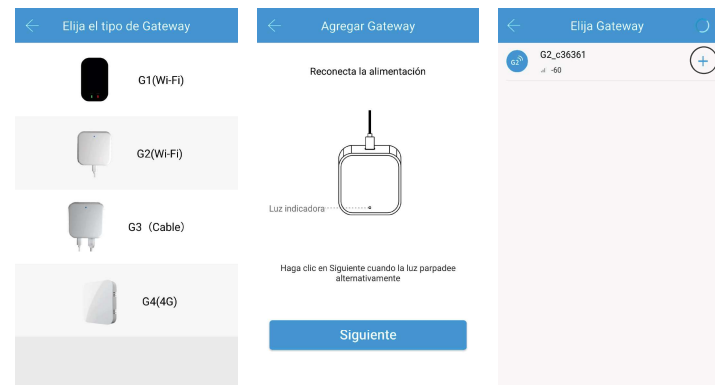 Elija el tipo de Gateway
G1(Wi-Fi)
G2(Wi-Fi)
G3 (Cable)
G4(4G)
Agregar Gateway
Reconecta la alimentación
Luz indicadora
Haga clic en Siguiente cuando la luz parpadee
alternativamente
Siguiente
Elija Gateway
G2
G2_c36361
-60